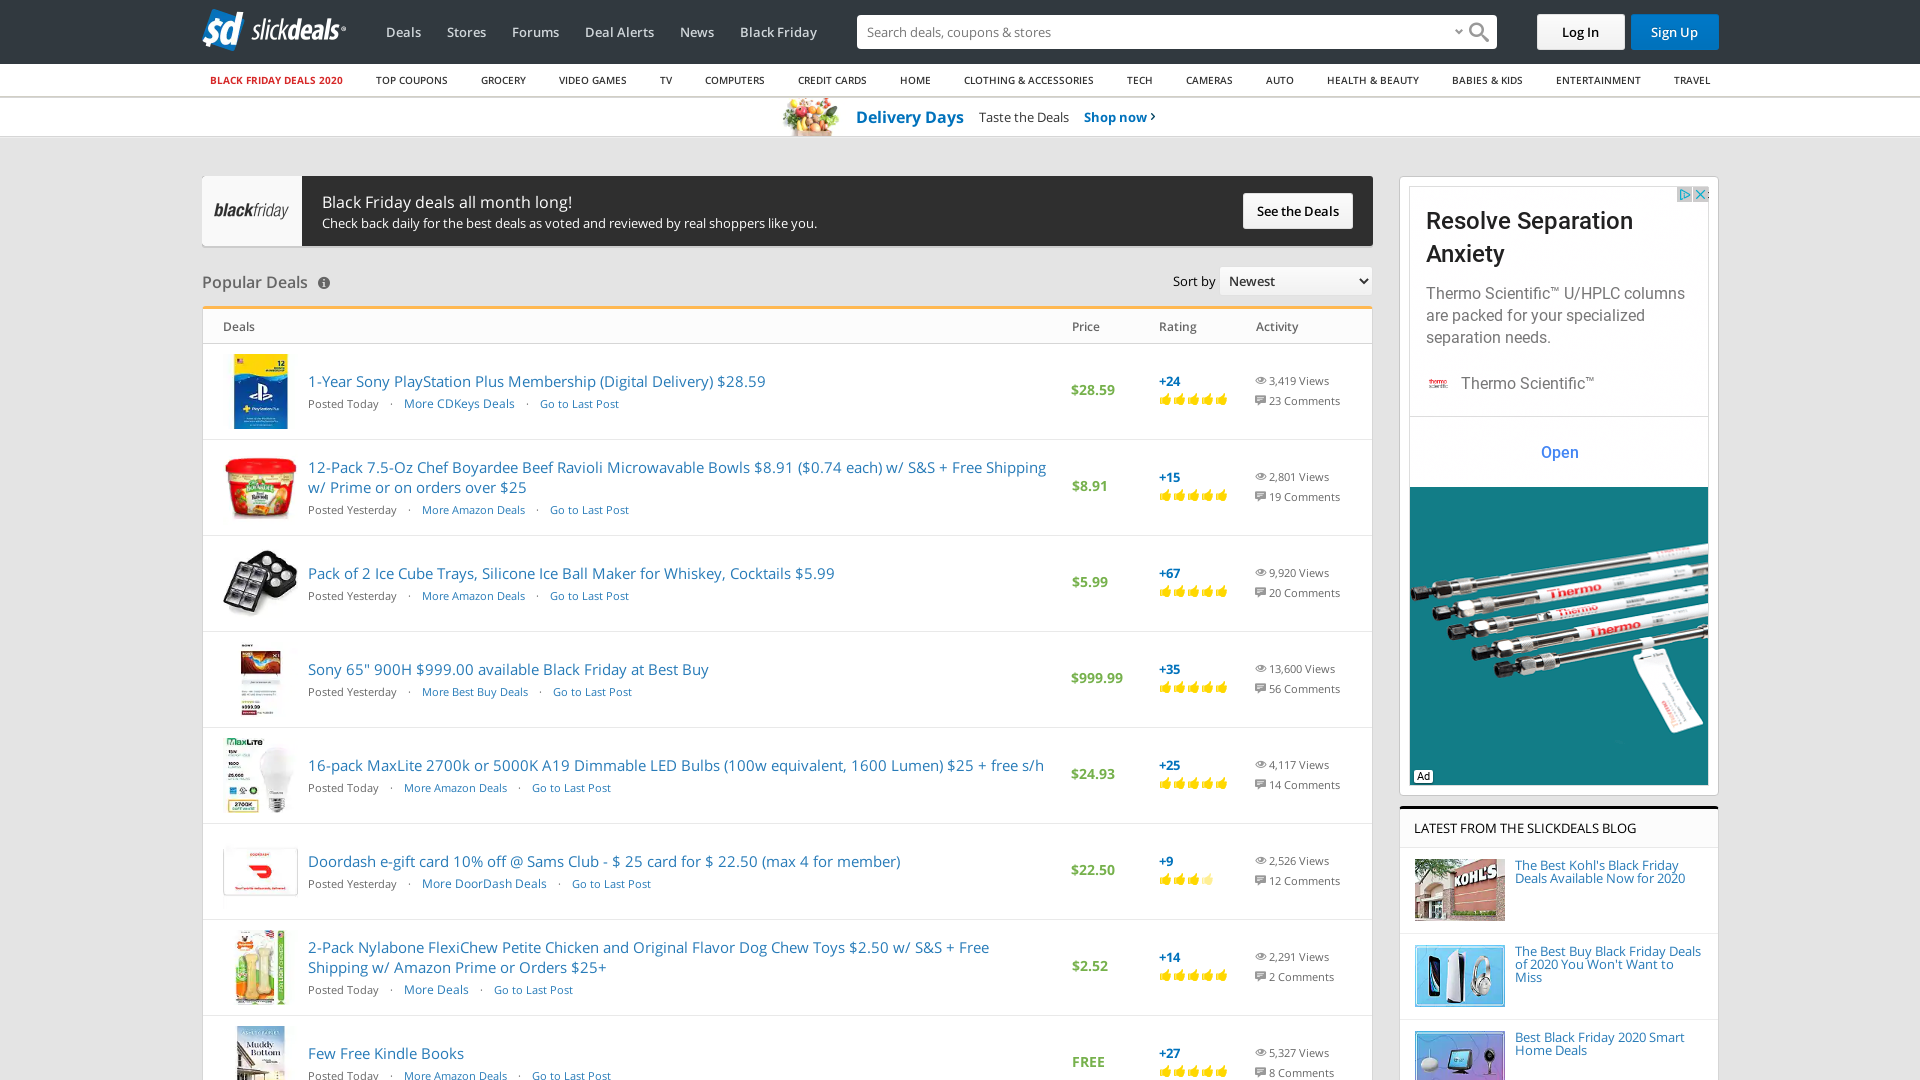 sd slickdeals®
Deals Stores Forums Deal Alerts News Black Friday
Search deals, coupons & stores
Log In Sign Up
BLACK FRIDAY DEALS 2020 TOP COUPONS GROCERY VIDEO GAMES TV COMPUTERS CREDIT CARDS HOME CLOTHING & ACCESSORIES TECH CAMERAS AUTO HEALTH & BEAUTY BABIES & KIDS ENTERTAINMENT TRAVEL
Delivery Days Taste the Deals Shop now
blackfriday
Black Friday deals all month long!
Check back daily for the best deals as voted and reviewed by real shoppers like you.
See the Deals
Popular Deals
Sort by Newest
Deals Price Rating Activity
1-Year Sony PlayStation Plus Membership (Digital Delivery) $28.59
Posted Today · More CDKeys Deals · Go to Last Post
$28.59
+24
3,419 Views
23 Comments
12-Pack 7.5-Oz Chef Boyardee Beef Ravioli Microwavable Bowls $8.91 ($0.74 each) w/ S&S + Free Shipping
w/ Prime or on orders over $25
Posted Yesterday · More Amazon Deals · Go to Last Post
$8.91
+15
2,801 Views
19 Comments
Pack of 2 Ice Cube Trays, Silicone Ice Ball Maker for Whiskey, Cocktails $5.99
Posted Yesterday · More Amazon Deals · Go to Last Post
$5.99
+67
9,920 Views
20 Comments
Sony 65" 900H $999.00 available Black Friday at Best Buy
Posted Yesterday · More Best Buy Deals · Go to Last Post
$999.99
+35
13,600 Views
56 Comments
MaxLite
2700K
16-pack MaxLite 2700k or 5000K A19 Dimmable LED Bulbs (100w equivalent, 1600 Lumen) $25 + free s/h
Posted Today · More Amazon Deals · Go to Last Post
$24.93
+25
4,117 Views
14 Comments
Doordash e-gift card 10% off @ Sams Club - $ 25 card for $ 22.50 (max 4 for member)
Posted Yesterday · More DoorDash Deals · Go to Last Post
$22.50
+9
2,526 Views
12 Comments
2-Pack Nylabone FlexiChew Petite Chicken and Original Flavor Dog Chew Toys $2.50 w/ S&S + Free
Shipping w/ Amazon Prime or Orders $25+
Posted Today · More Deals · Go to Last Post
$2.52
+14
2,291 Views
2 Comments
Muddy
Bottom
Few Free Kindle Books
Posted Today · More Amazon Deals · Go to Last Post
FREE
+27
5,327 Views
8 Comments
Resolve Separation
Anxiety
Thermo Scientific™ U/HPLC columns
are packed for your specialized
separation needs.
thermo
scientific
Thermo Scientific™
Open
Thermo
Thermo
Thermo
Ad
LATEST FROM THE SLICKDEALS BLOG
KOHL'S
The Best Kohl's Black Friday
Deals Available Now for 2020
The Best Buy Black Friday Deals
of 2020 You Won't Want to
Miss
Best Black Friday 2020 Smart
Home Deals